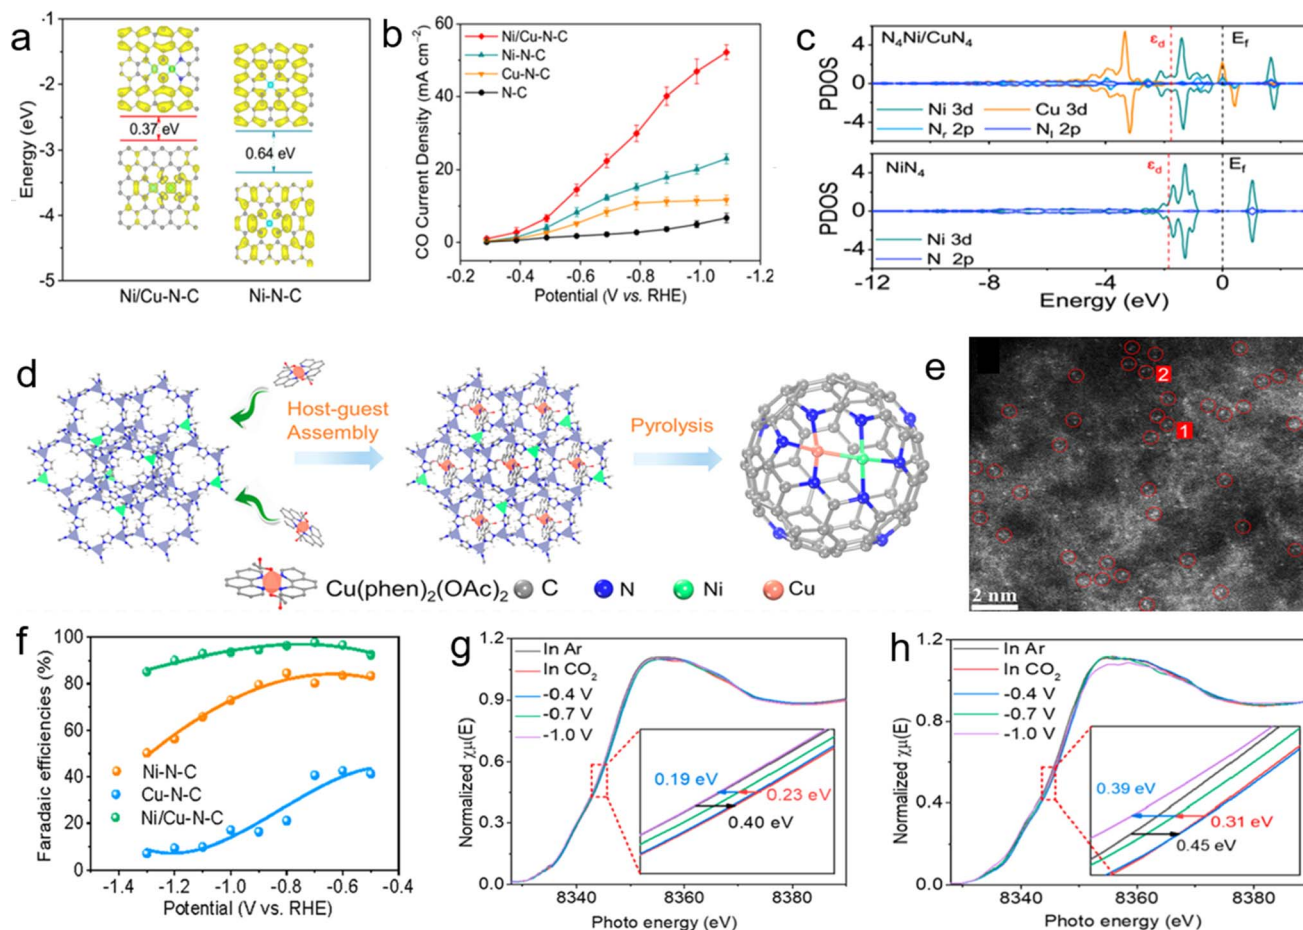 a
Energy (eV)
-1
-2
-3
-4
-5
0.37 eV
0.64 eV
Ni/Cu-N-C
Ni-N-C
b
CO Current Density (mA cm⁻²)
60
40
20
0
Ni/Cu-N-C
Ni-N-C
Cu-N-C
N-C
-0.2 -0.4 -0.6 -0.8 -1.0 -1.2
Potential (V vs. RHE)
c
PDOS
N₄Ni/CuN₄
εd
Ef
4
0
-4
Ni 3d
Cu 3d
Nr 2p
Nl 2p
PDOS
NiN₄
εd
Ef
4
0
-4
Ni 3d
N 2p
-12 -8 -4 0
Energy (eV)
d
Host-guest
Assembly
Pyrolysis
Cu(phen)₂(OAc)₂
C
N
Ni
Cu
e
2
1
2 nm
f
Faradaic efficiencies (%)
100
80
60
40
20
0
Ni-N-C
Cu-N-C
Ni/Cu-N-C
-1.4 -1.2 -1.0 -0.8 -0.6 -0.4
Potential (V vs. RHE)
g
Normalized χμ(E)
1.2
0.9
0.6
0.3
0.0
In Ar
In CO₂
-0.4 V
-0.7 V
-1.0 V
0.19 eV
0.23 eV
0.40 eV
8340 8350 8360 8370 8380
Photo energy (eV)
h
Normalized χμ(E)
1.2
0.8
0.4
0.0
In Ar
In CO₂
-0.4 V
-0.7 V
-1.0 V
0.39 eV
0.31 eV
0.45 eV
8340 8360 8380
Photo energy (eV)